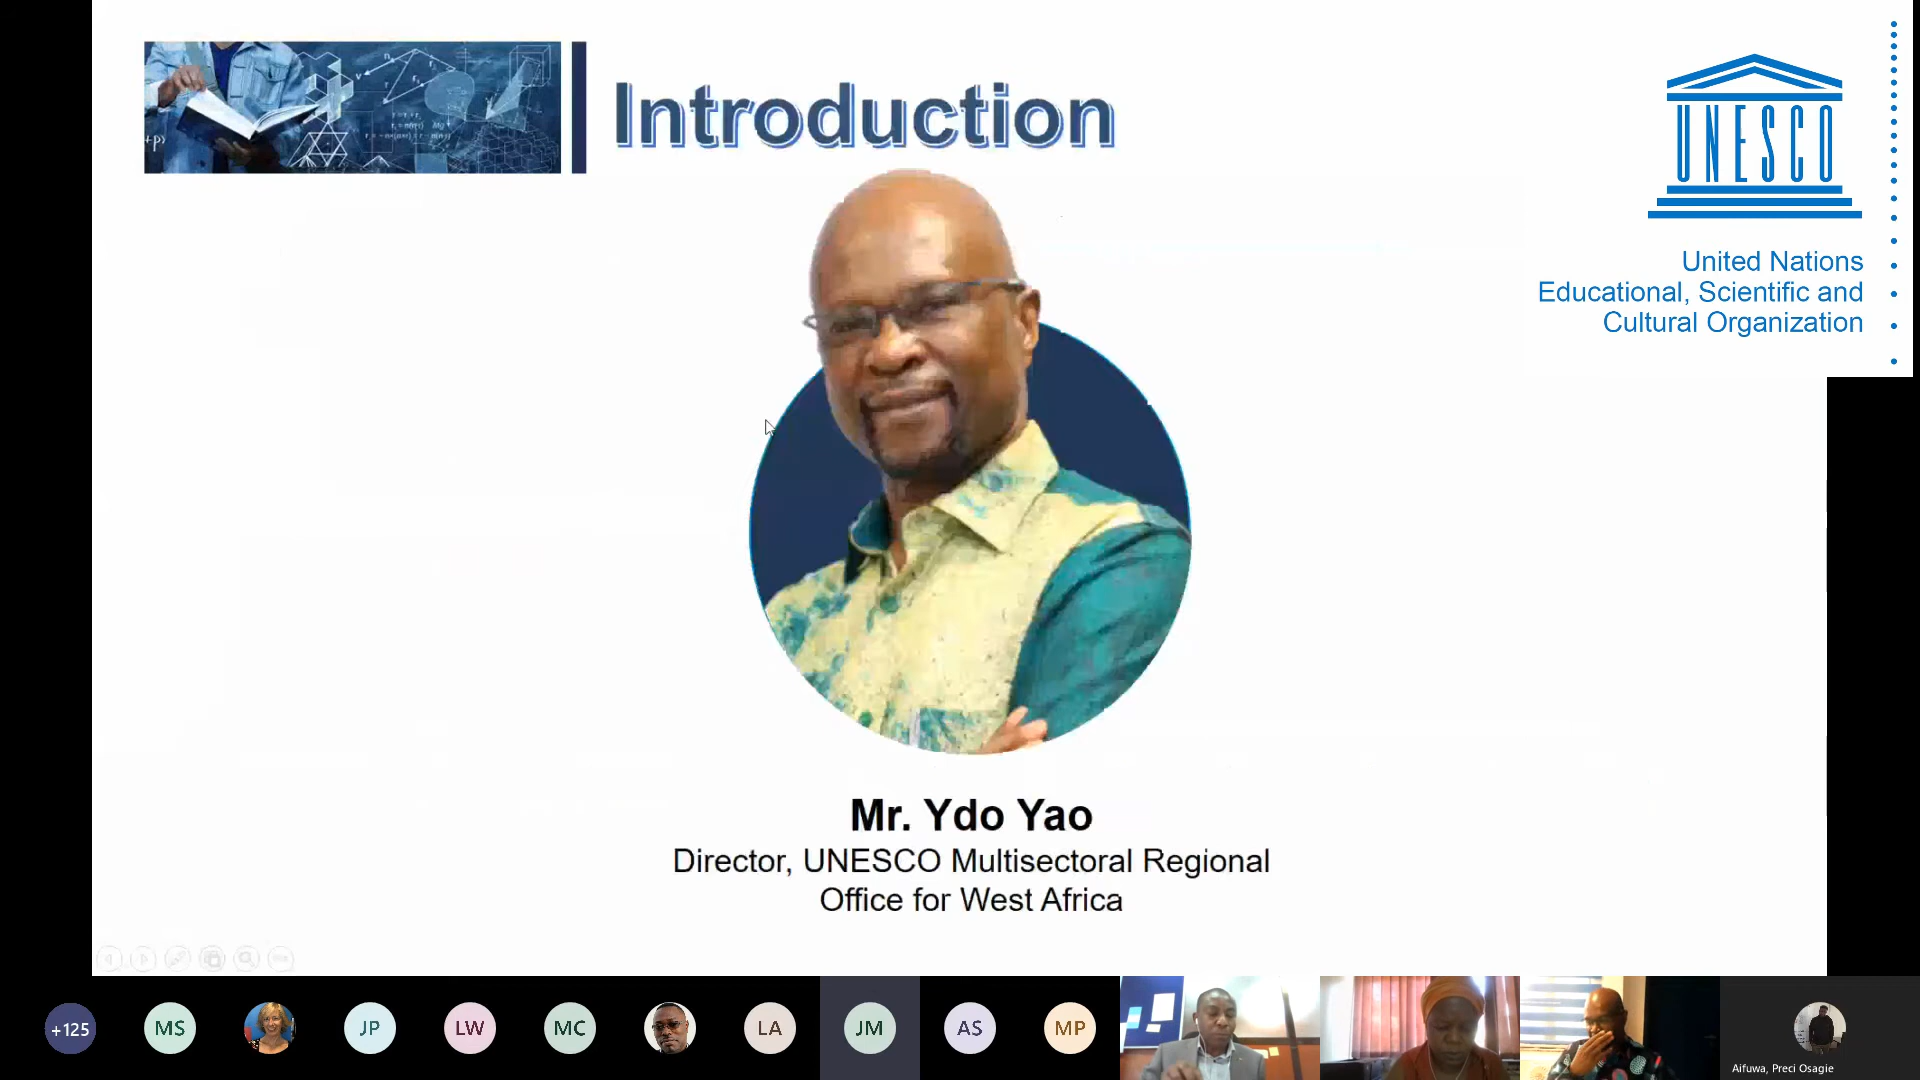 Introduction
UNESCO
United Nations
Educational, Scientific and
Cultural Organization
Mr. Ydo Yao
Director, UNESCO Multisectoral Regional
Office for West Africa
+125
MS
JP
LW
MC
LA
JM
AS
MP
Aifuwa, Preci Osagie